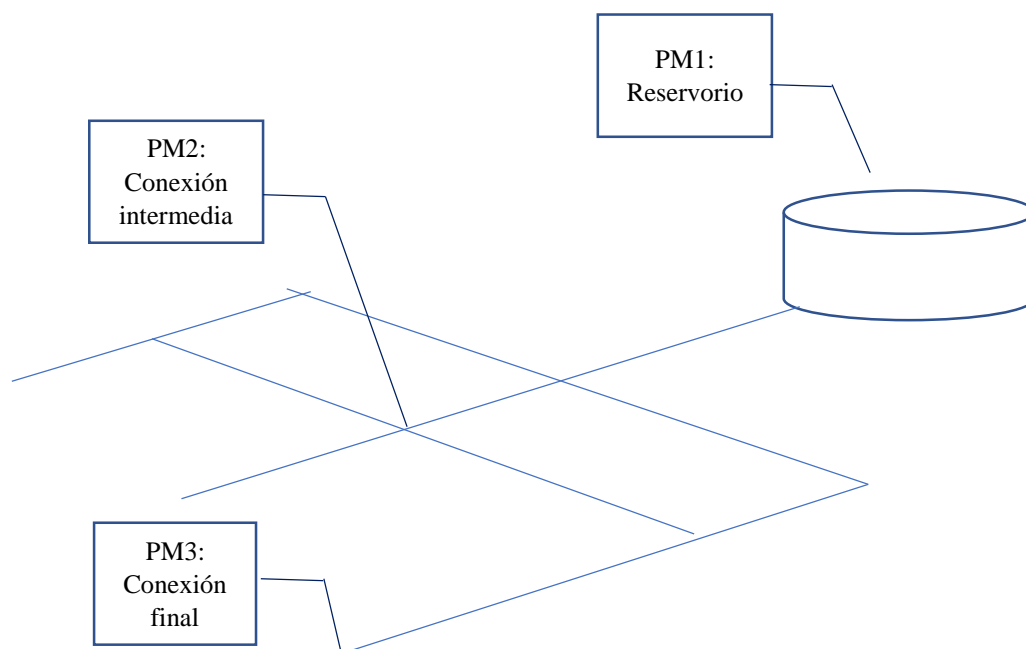 PM1:
Reservorio
PM2:
Conexión
intermedia
PM3:
Conexión
final